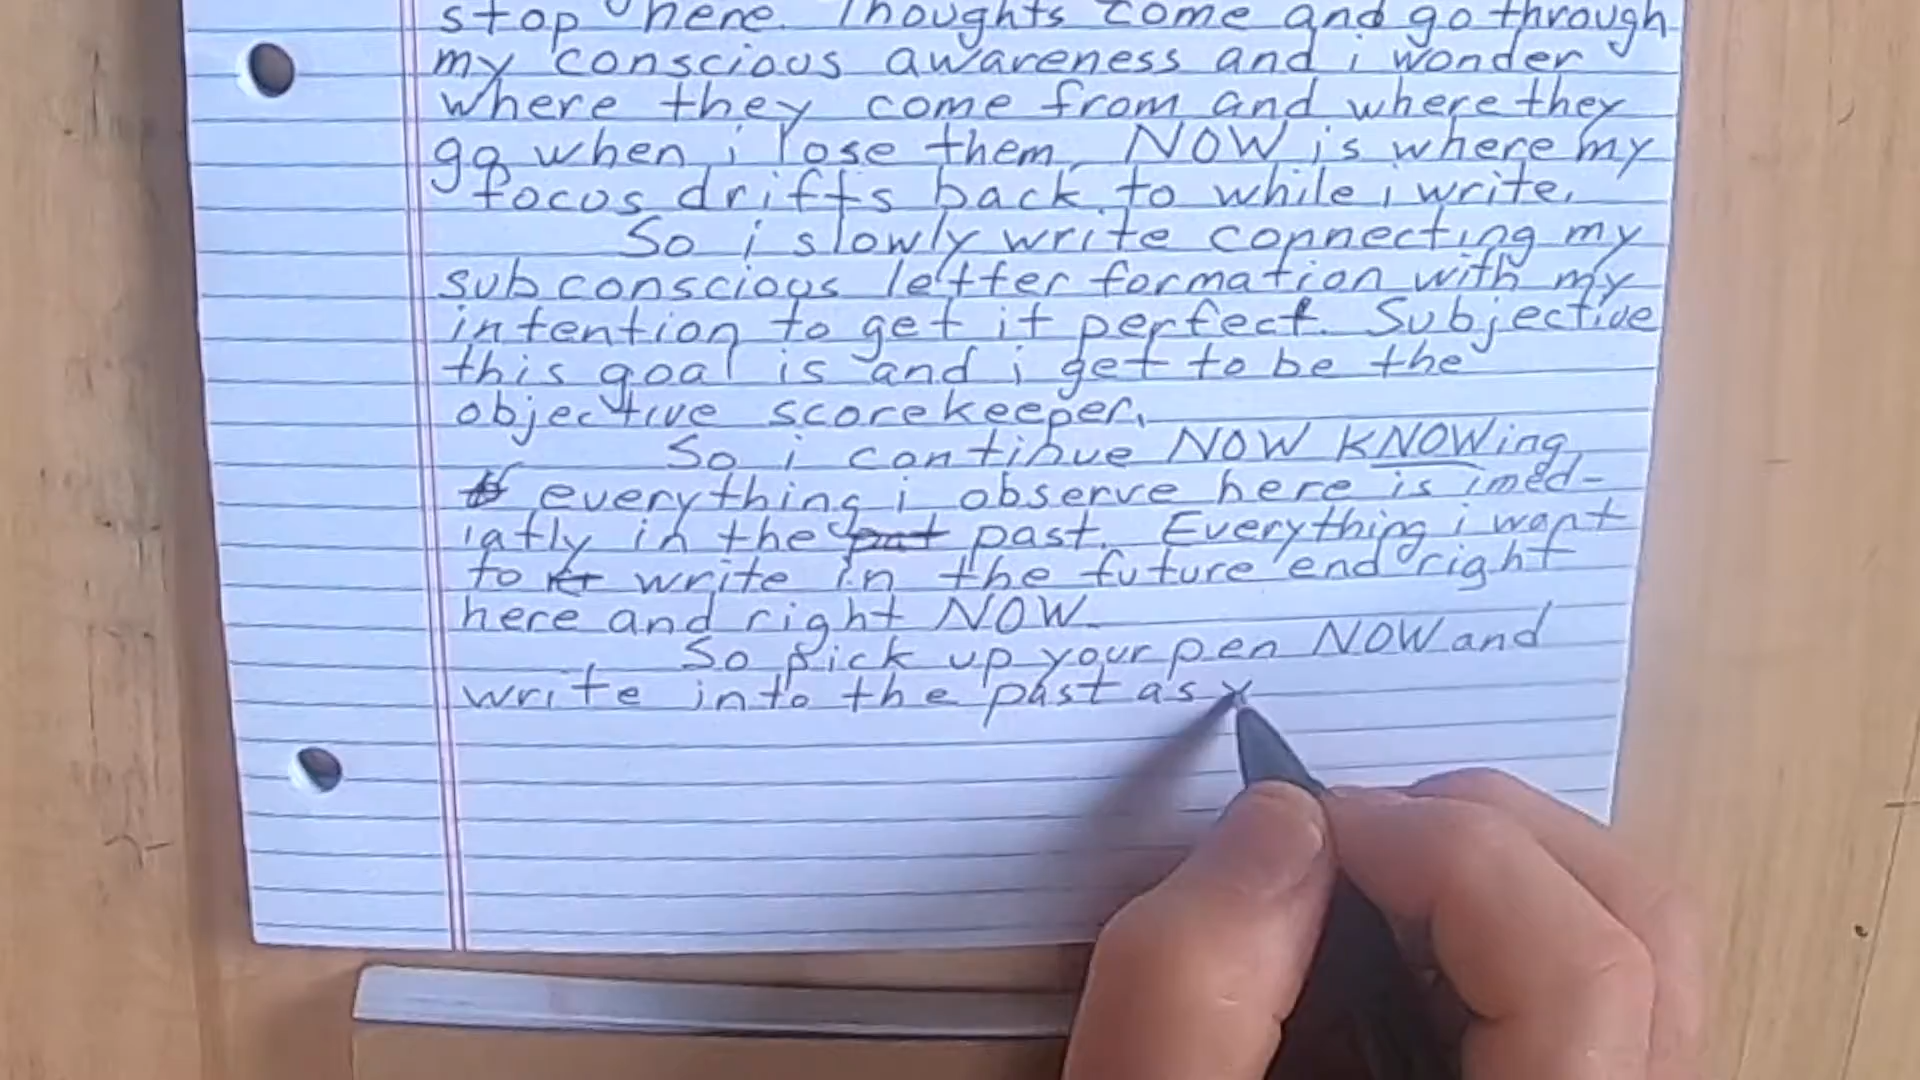 stop here. Thoughts come and go through
my conscious awareness and i wonder
where they come from and where they
go when i lose them. NOW is where my
focus drifts back to while i write.
So i slowly write connecting my
subconscious letter formation with my
intention to get it perfect. Subjective
this goal is and i get to be the
objective scorekeeper.
So i continue NOW KNOWing
everything i observe here is imed-
iatly in the pat past. Everything i want
to write in the future end right
here and right NOW.
So pick up your pen NOW and
write into the past as y